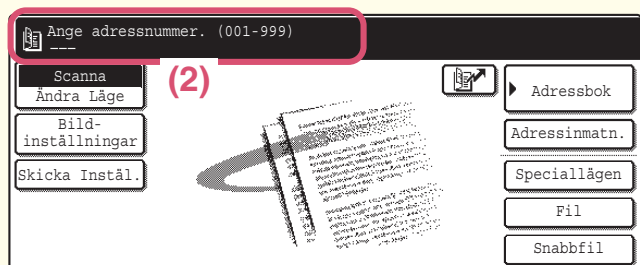 Ange adressnummer. (001-999)
---
(2)
Scanna
Ändra Läge
Bild-
inställningar
Skicka Instäl.
Adressbok
Adressinmatn.
Speciallägen
Fil
Snabbfil